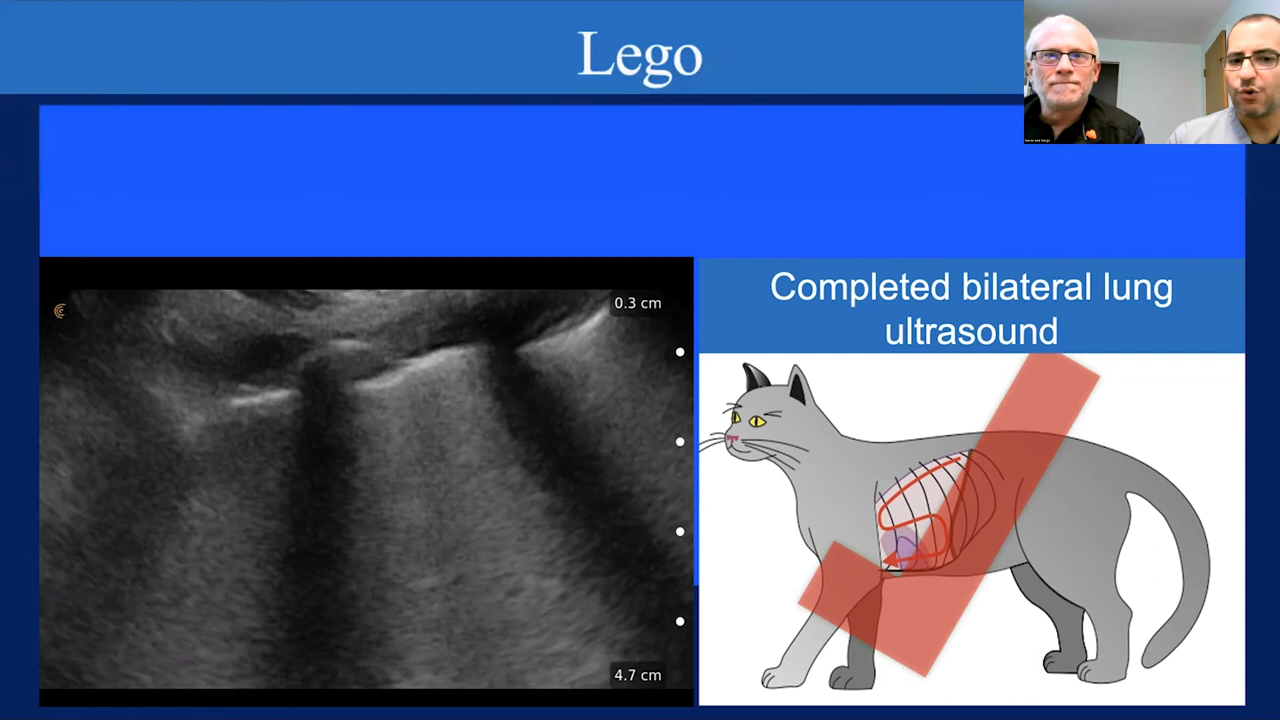 Lego
0.3 cm
Completed bilateral lung
ultrasound
4.7 cm